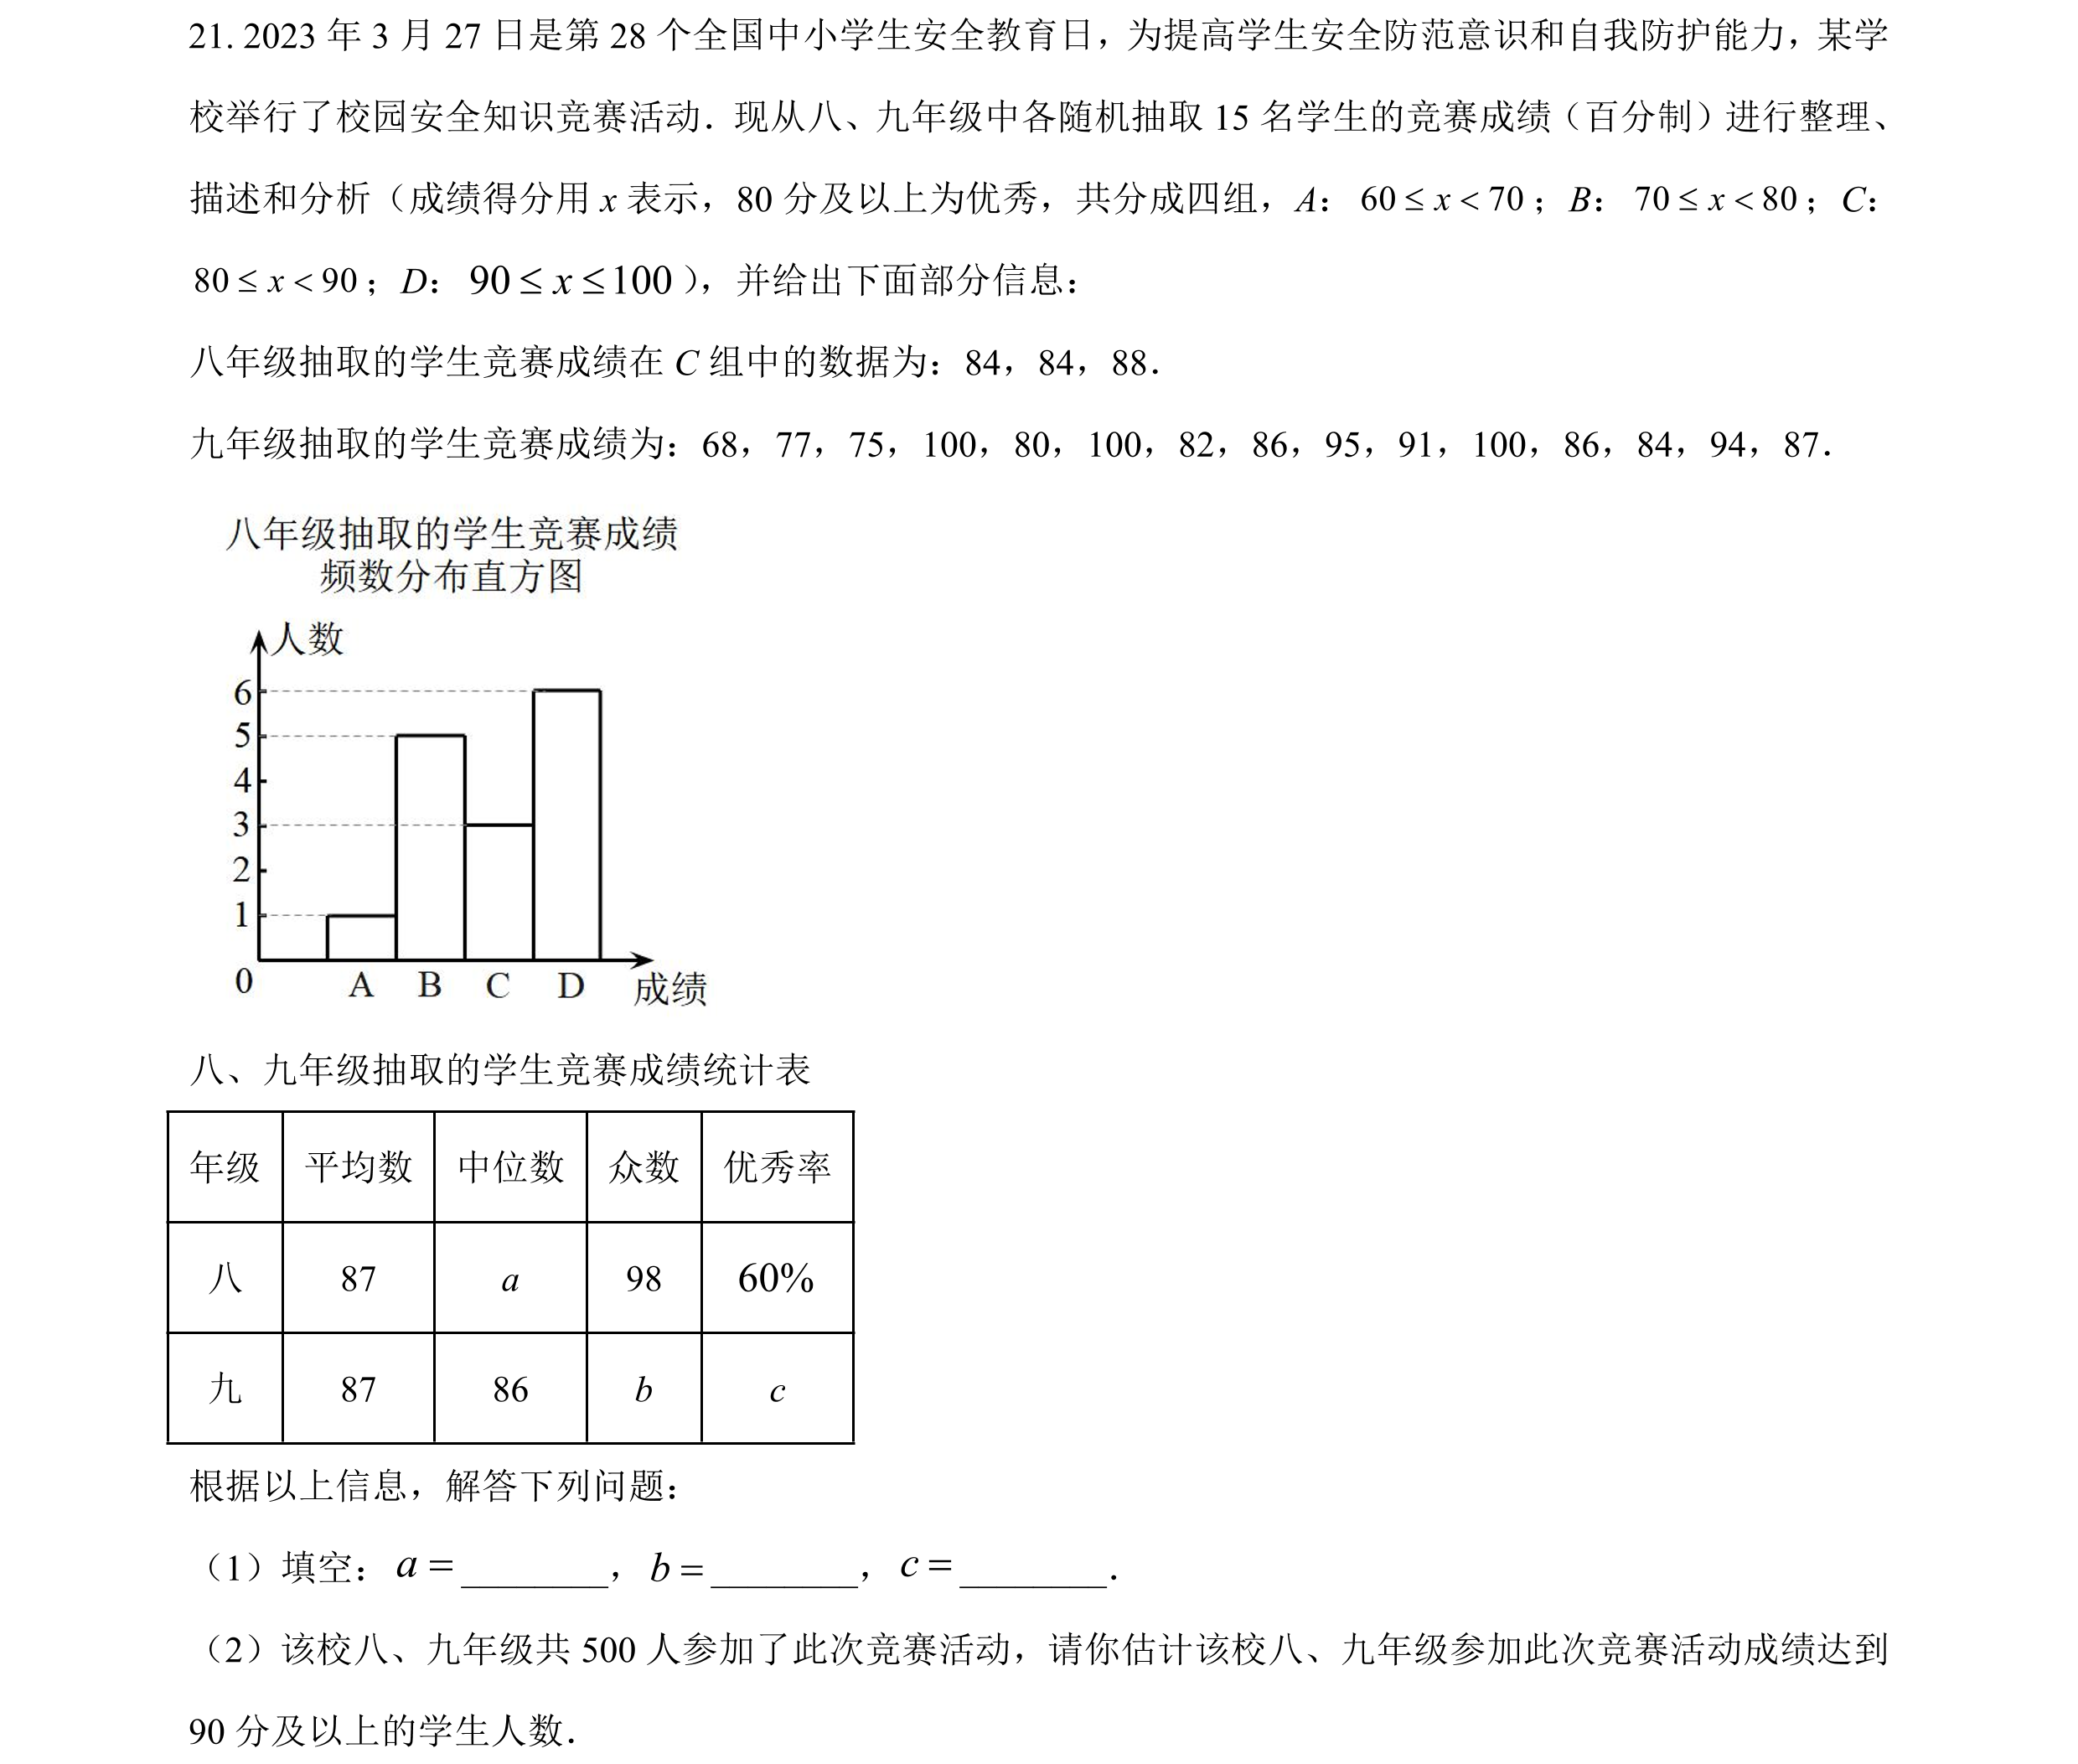 21. 2023 年 3 月 27 日是第 28 个全国中小学生安全教育日，为提高学生安全防范意识和自我防护能力，某学
校举行了校园安全知识竞赛活动．现从八、九年级中各随机抽取 15 名学生的竞赛成绩（百分制）进行整理、
描述和分析（成绩得分用 x 表示，80 分及以上为优秀，共分成四组，A： 60 ≤ x < 70；B： 70 ≤ x < 80；C：
80 ≤ x < 90；D： 90 ≤ x ≤ 100），并给出下面部分信息：
八年级抽取的学生竞赛成绩在 C 组中的数据为：84，84，88．
九年级抽取的学生竞赛成绩为：68，77，75，100，80，100，82，86，95，91，100，86，84，94，87．
八年级抽取的学生竞赛成绩
频数分布直方图
人数
6
5
4
3
2
1
0 A B C D 成绩
八、九年级抽取的学生竞赛成绩统计表
年级 平均数 中位数 众数 优秀率
八 87 a 98 60%
九 87 86 b c
根据以上信息，解答下列问题：
（1）填空：a = ________，b = ________，c = ________．
（2）该校八、九年级共 500 人参加了此次竞赛活动，请你估计该校八、九年级参加此次竞赛活动成绩达到
90 分及以上的学生人数．